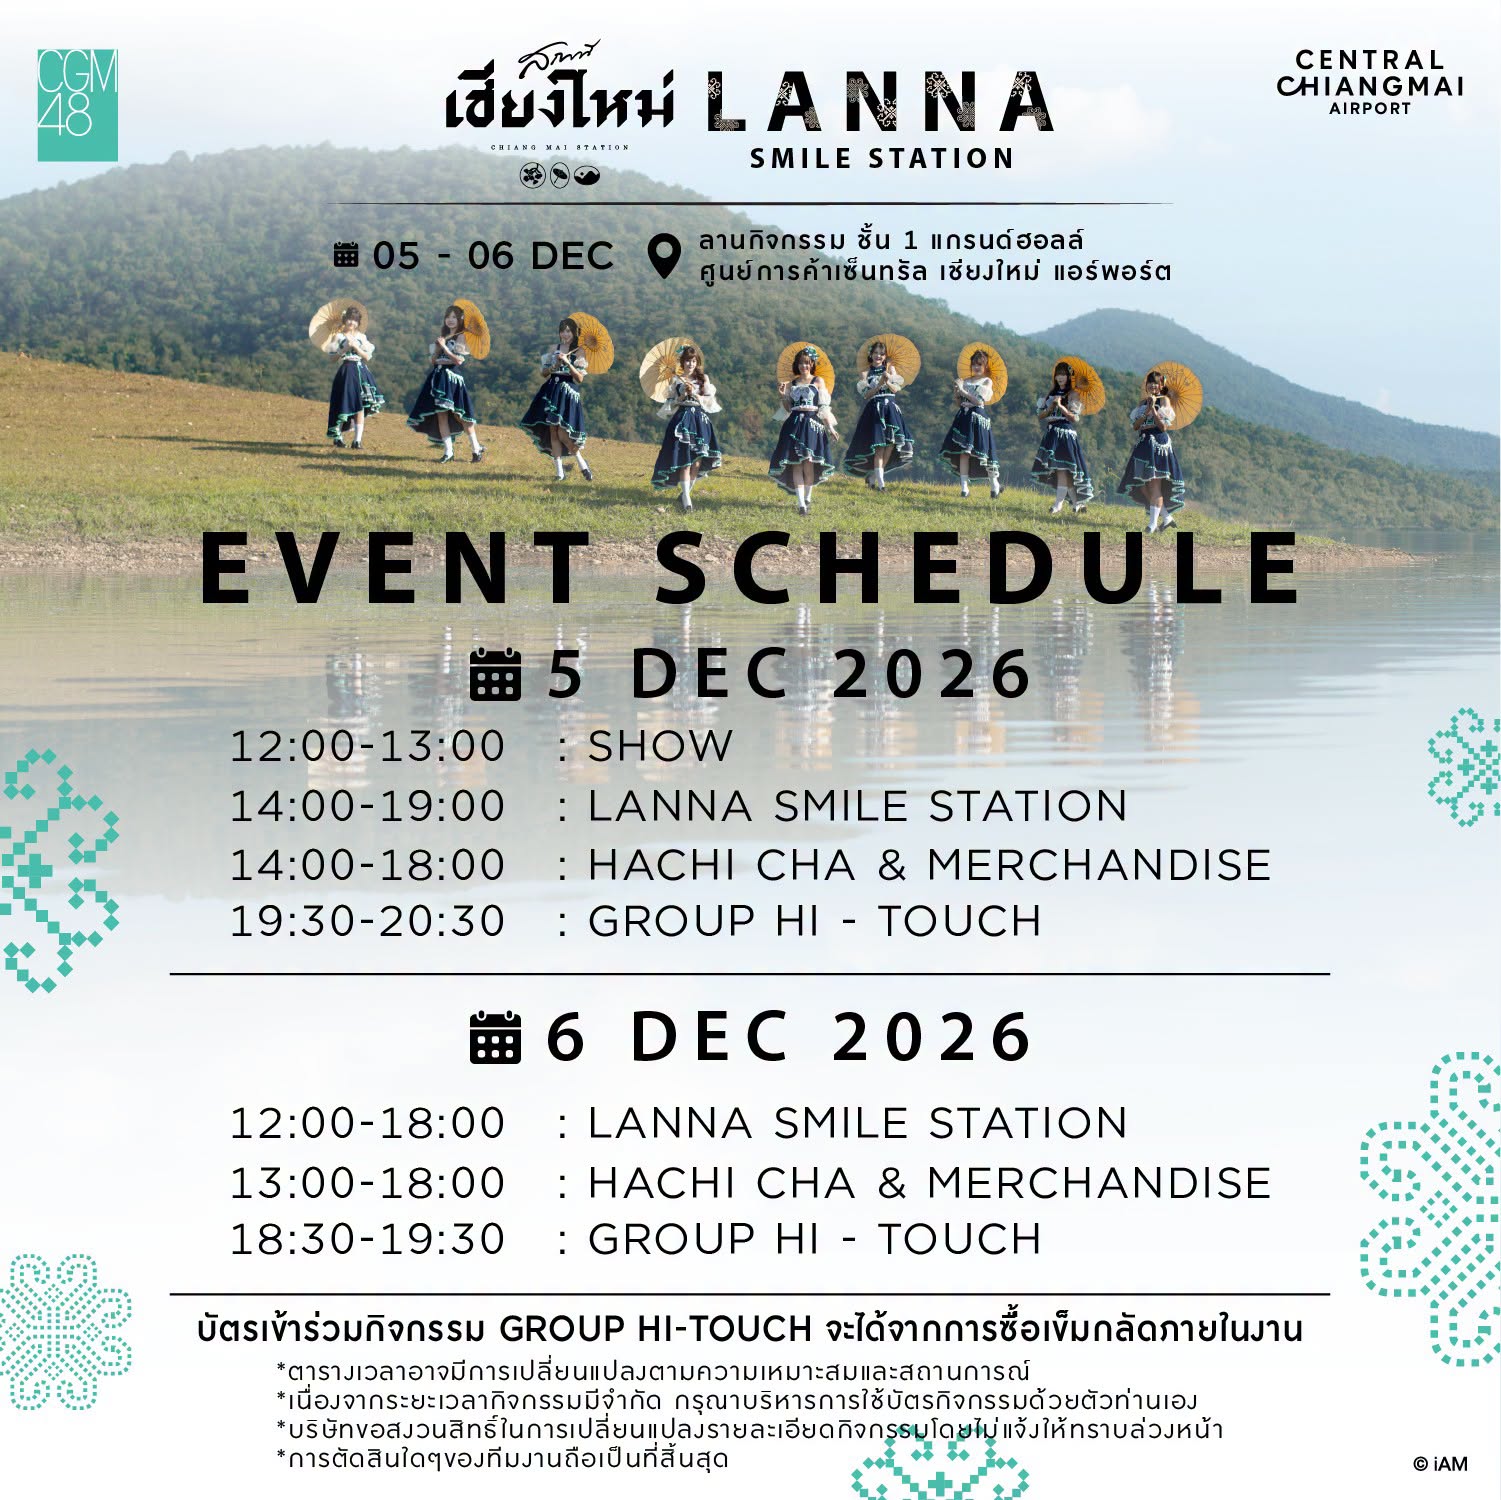 CGM
48
สถานี
เชียงใหม่
CHIANG MAI STATION
LANNA
SMILE STATION
CENTRAL
CHIANGMAI
AIRPORT
05 - 06 DEC
ลานกิจกรรม ชั้น 1 แกรนด์ฮอลล์
ศูนย์การค้าเซ็นทรัล เชียงใหม่ แอร์พอร์ต
EVENT SCHEDULE
5 DEC 2026
12:00-13:00 : SHOW
14:00-19:00 : LANNA SMILE STATION
14:00-18:00 : HACHI CHA & MERCHANDISE
19:30-20:30 : GROUP HI - TOUCH
6 DEC 2026
12:00-18:00 : LANNA SMILE STATION
13:00-18:00 : HACHI CHA & MERCHANDISE
18:30-19:30 : GROUP HI - TOUCH
บัตรเข้าร่วมกิจกรรม GROUP HI-TOUCH จะได้จากการซื้อเข็มกลัดภายในงาน
*ตารางเวลาอาจมีการเปลี่ยนแปลงตามความเหมาะสมและสถานการณ์
*เนื่องจากระยะเวลากิจกรรมมีจำกัด กรุณาบริหารการใช้บัตรกิจกรรมด้วยตัวท่านเอง
*บริษัทขอสงวนสิทธิ์ในการเปลี่ยนแปลงรายละเอียดกิจกรรมโดยไม่แจ้งให้ทราบล่วงหน้า
*การตัดสินใดๆของทีมงานถือเป็นที่สิ้นสุด
© iAM